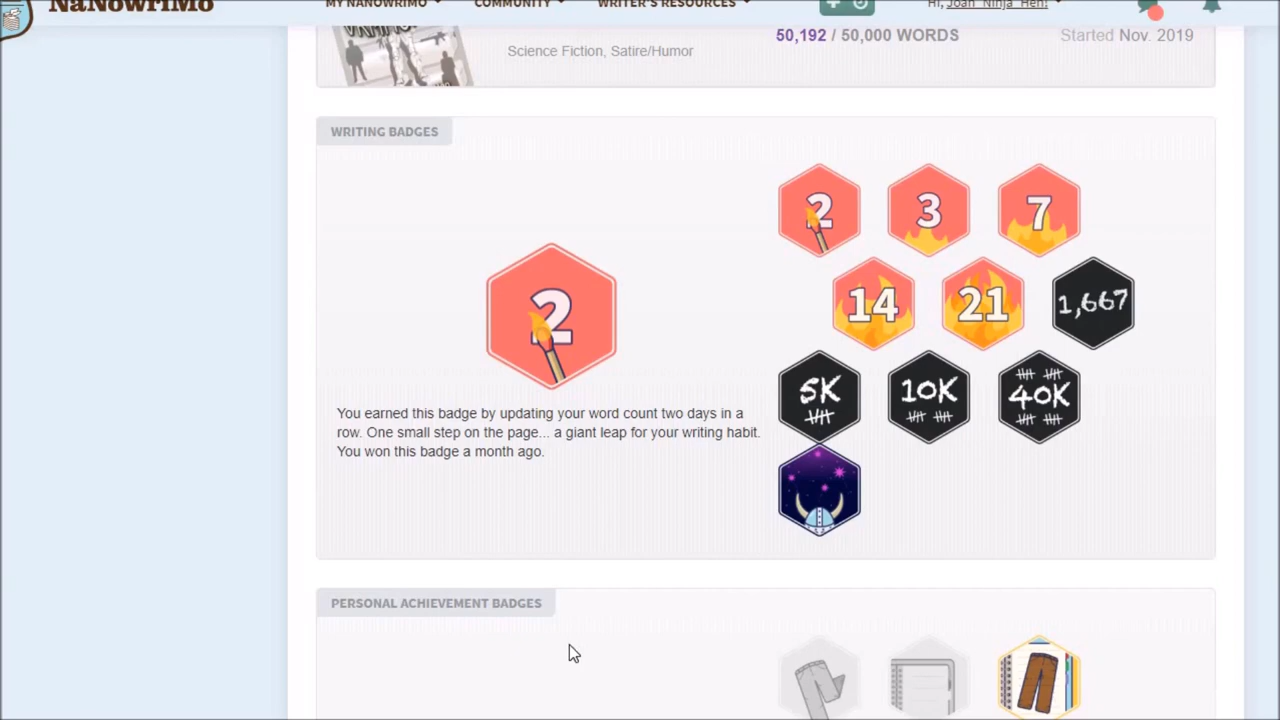 NaNoWriMo
MY NANOWRIMO
COMMUNITY
WRITER'S RESOURCES
Hi, Joan_Ninja_Hen!
Science Fiction, Satire/Humor
50,192 / 50,000 WORDS
Started Nov. 2019
WRITING BADGES
2 3 7
14 21 1,667
2
5K 10K 40K
You earned this badge by updating your word count two days in a
row. One small step on the page... a giant leap for your writing habit.
You won this badge a month ago.
PERSONAL ACHIEVEMENT BADGES